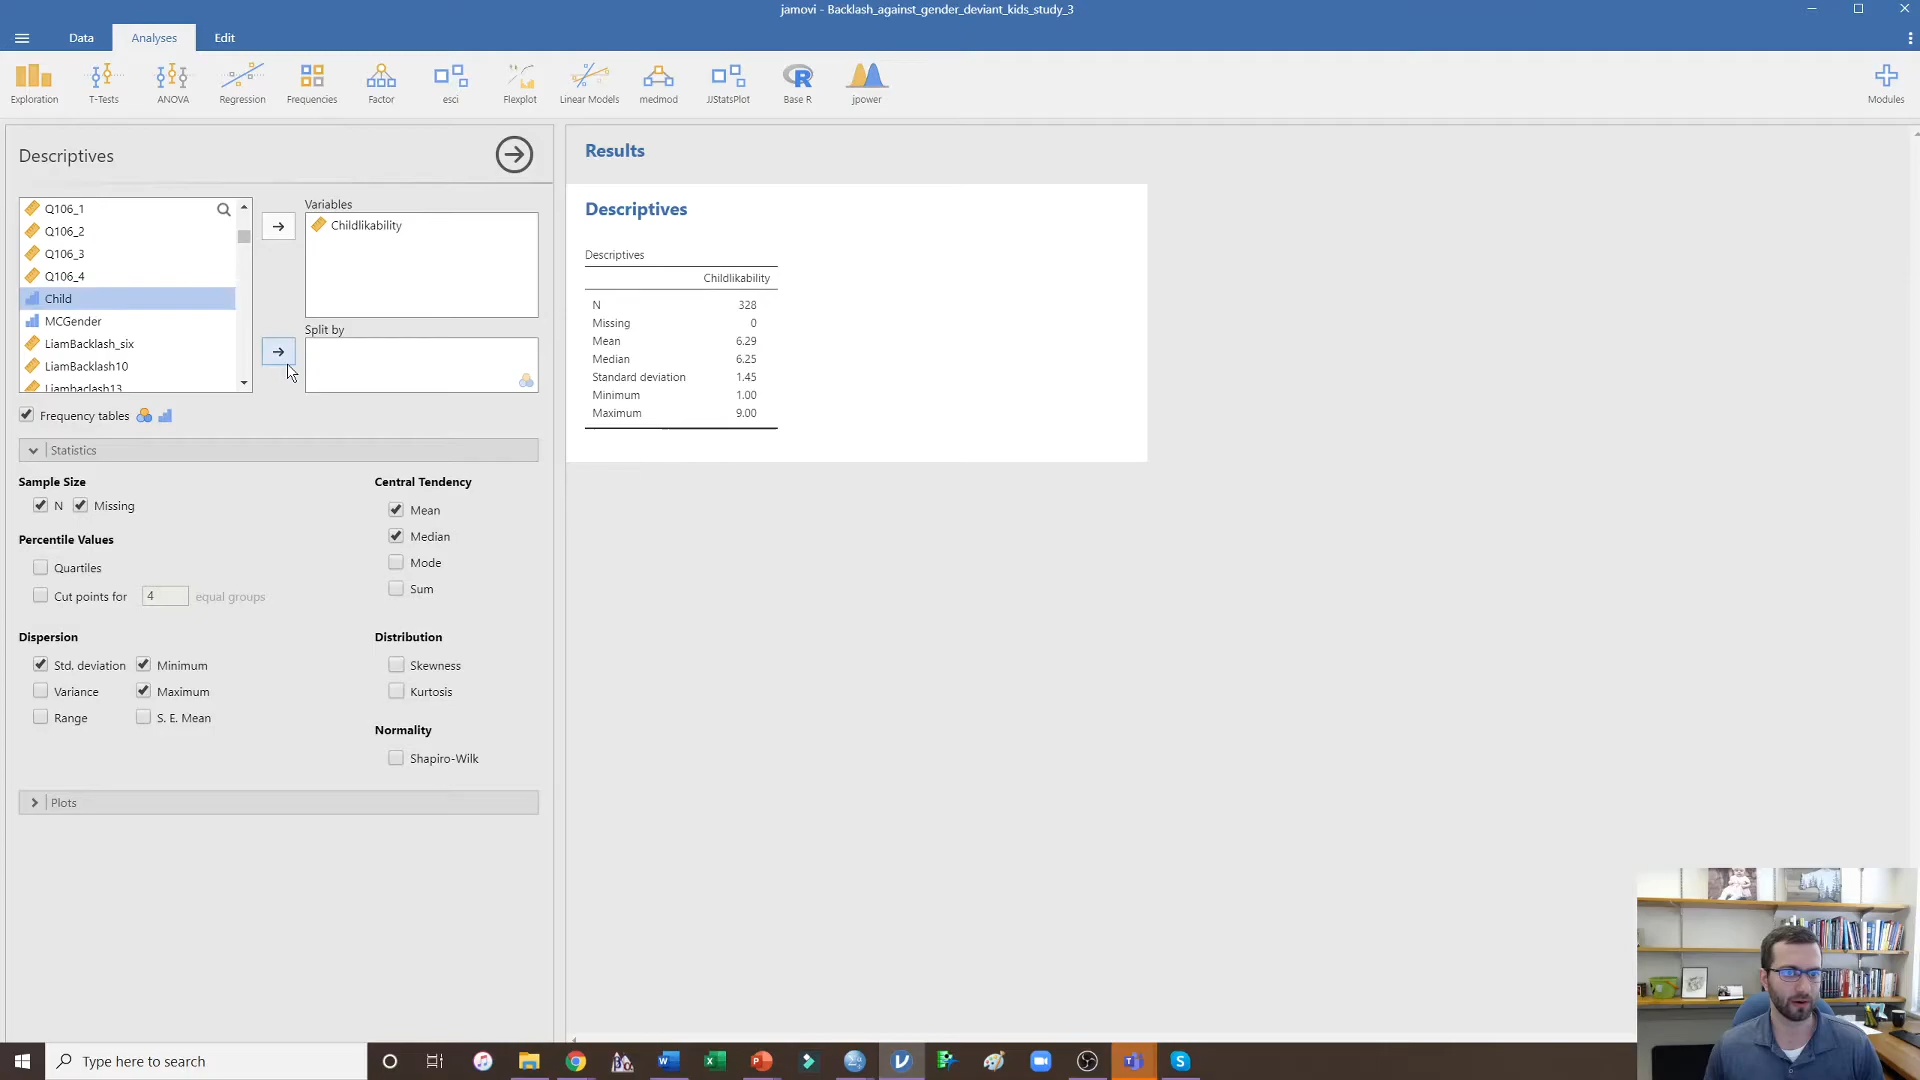 jamovi - Backlash_against_gender_deviant_kids_study_3
Data
Analyses
Edit
Exploration
T-Tests
ANOVA
Regression
Frequencies
Factor
esci
Flexplot
Linear Models
medmod
JJStatsPlot
Base R
jpower
Modules
Descriptives
Q106_1
Q106_2
Q106_3
Q106_4
Child
MCGender
LiamBacklash_six
LiamBacklash10
Liambaclash13
Variables
Childlikability
Split by
Frequency tables
Statistics
Sample Size
N
Missing
Percentile Values
Quartiles
Cut points for 4 equal groups
Dispersion
Std. deviation
Minimum
Variance
Maximum
Range
S. E. Mean
Central Tendency
Mean
Median
Mode
Sum
Distribution
Skewness
Kurtosis
Normality
Shapiro-Wilk
Plots
Results
Descriptives
Descriptives
Childlikability
N 328
Missing 0
Mean 6.29
Median 6.25
Standard deviation 1.45
Minimum 1.00
Maximum 9.00
Type here to search